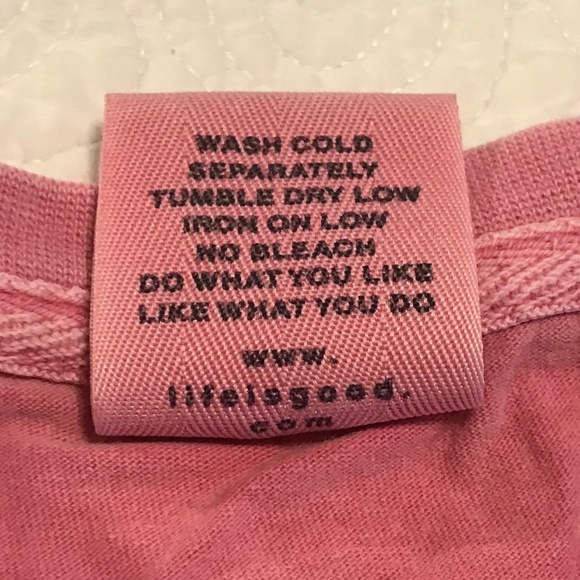 WASH COLD
SEPARATELY
TUMBLE DRY LOW
IRON ON LOW
NO BLEACH
DO WHAT YOU LIKE
LIKE WHAT YOU DO
www.
lifeisgood.
com